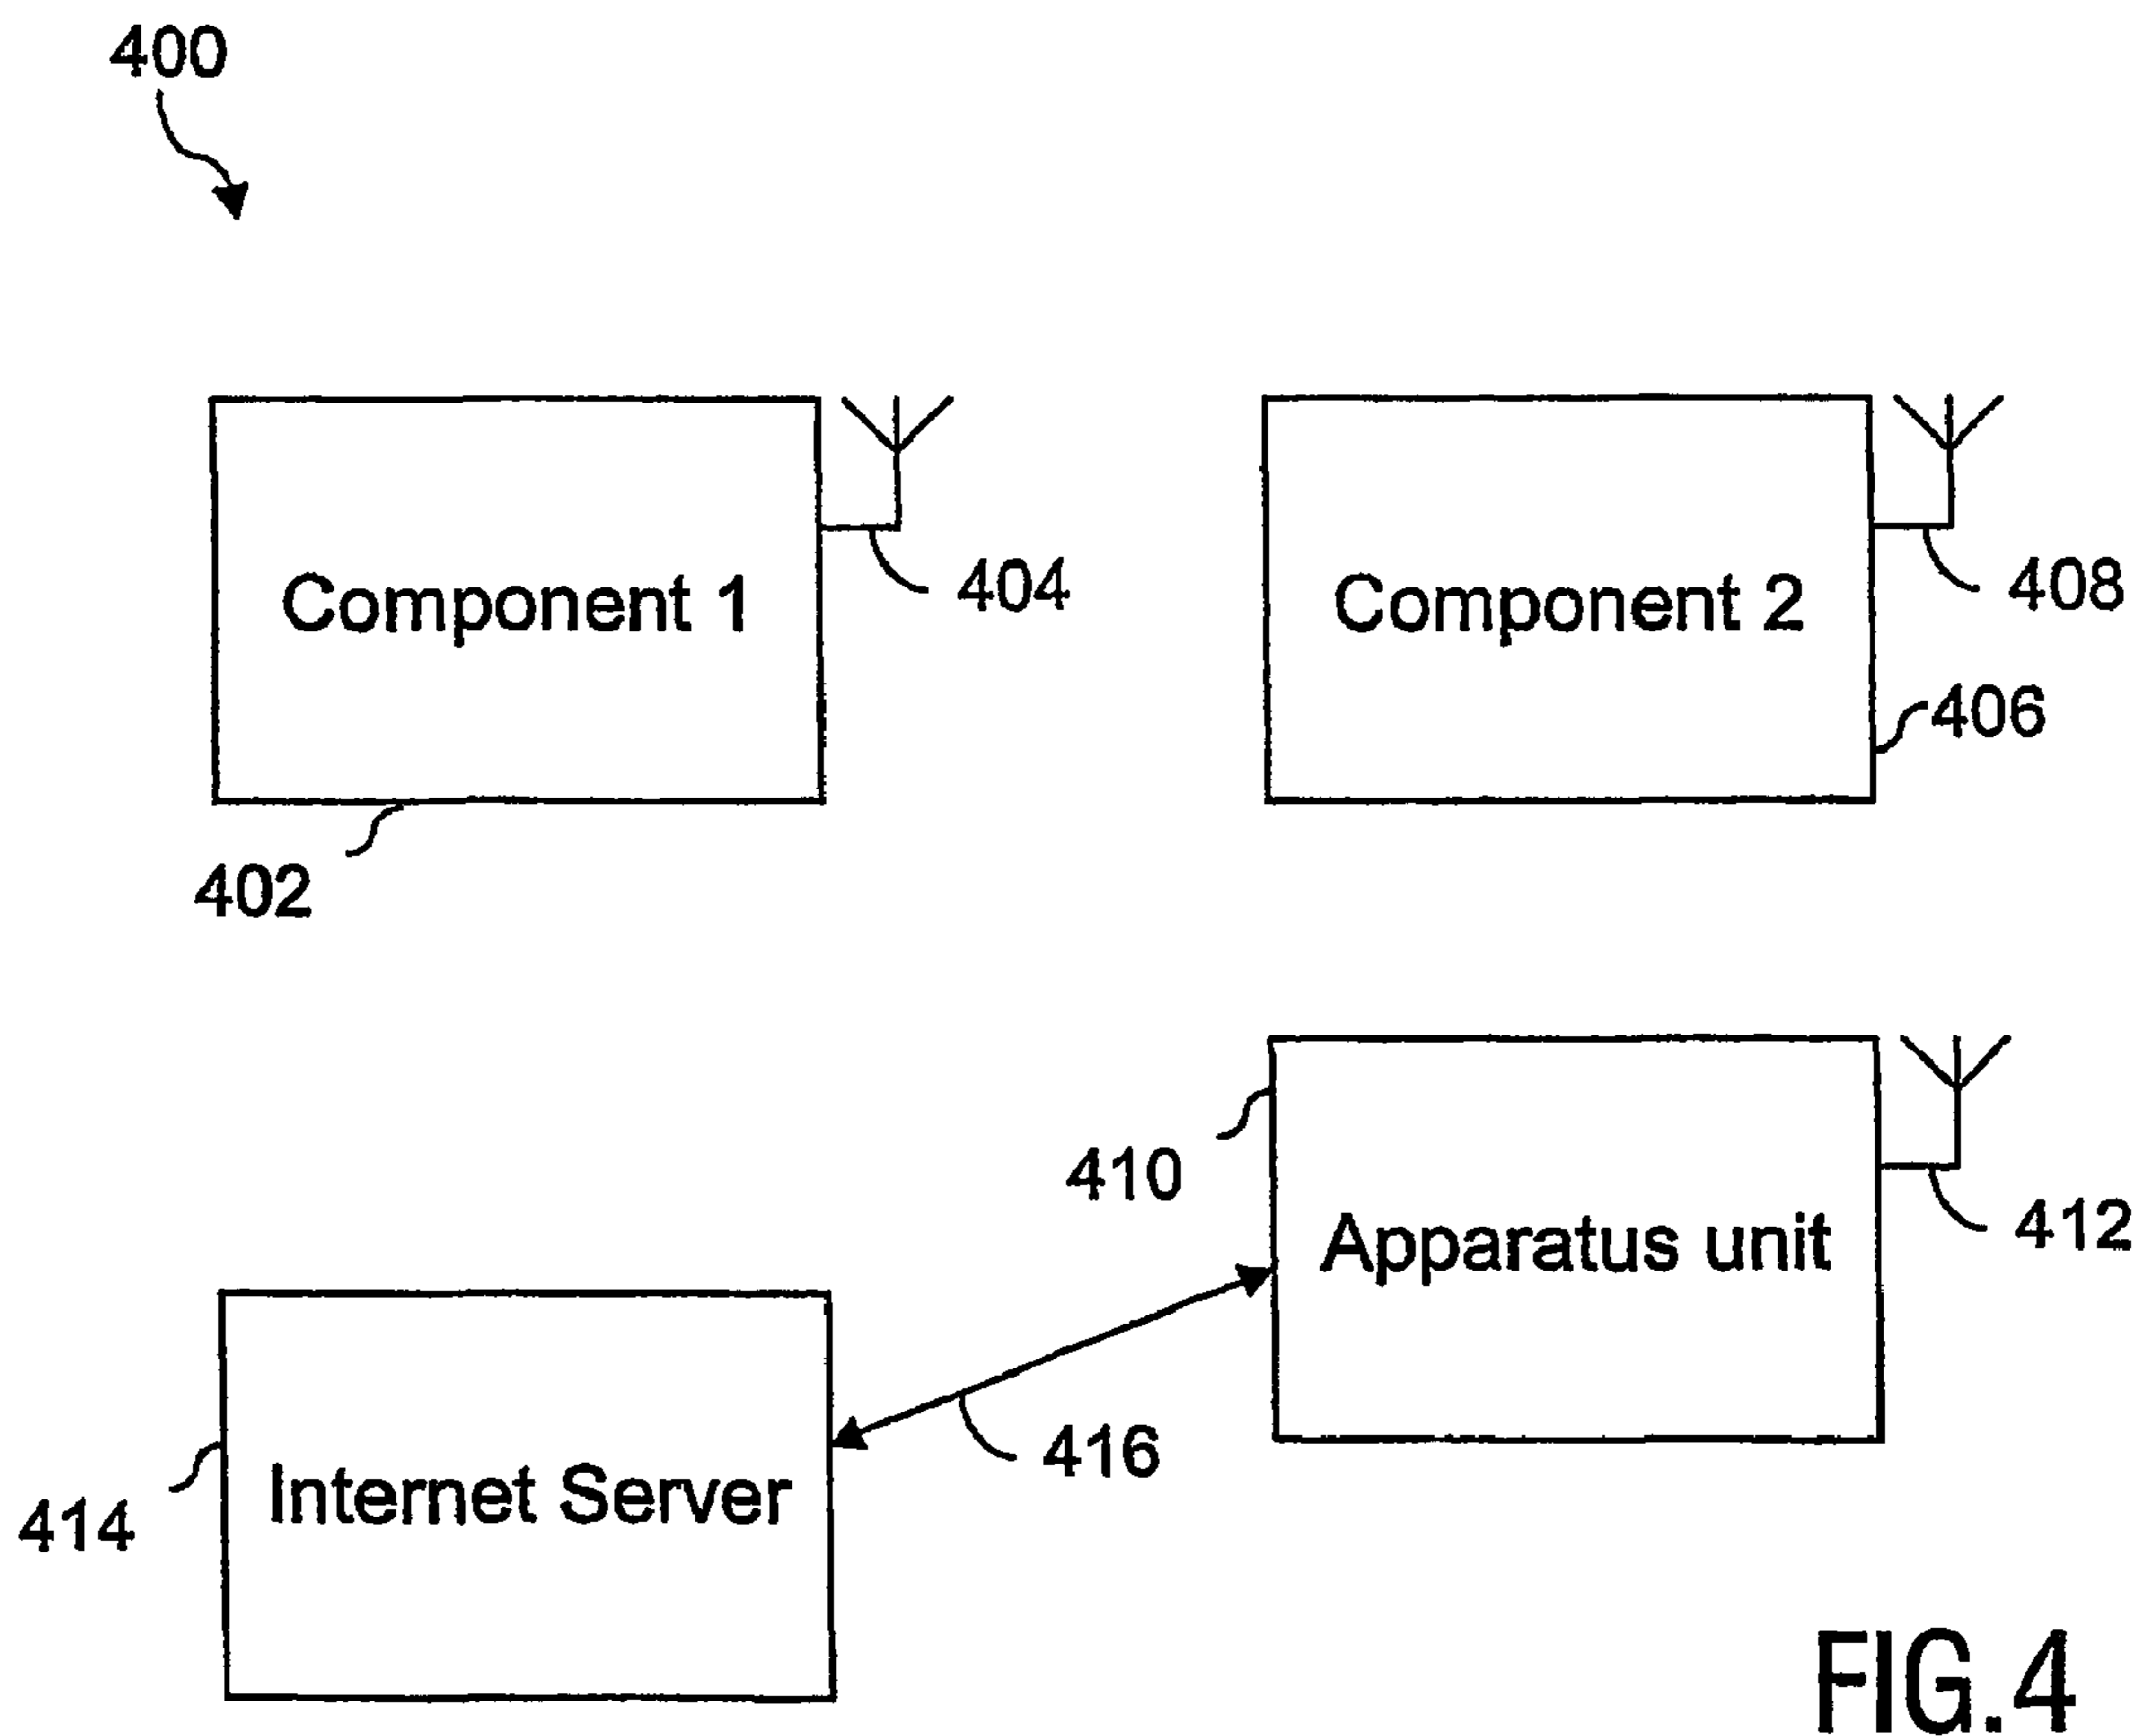 400
Component 1
404
Component 2
408
406
402
410
Apparatus unit
412
Internet Server
414
416
FIG.4